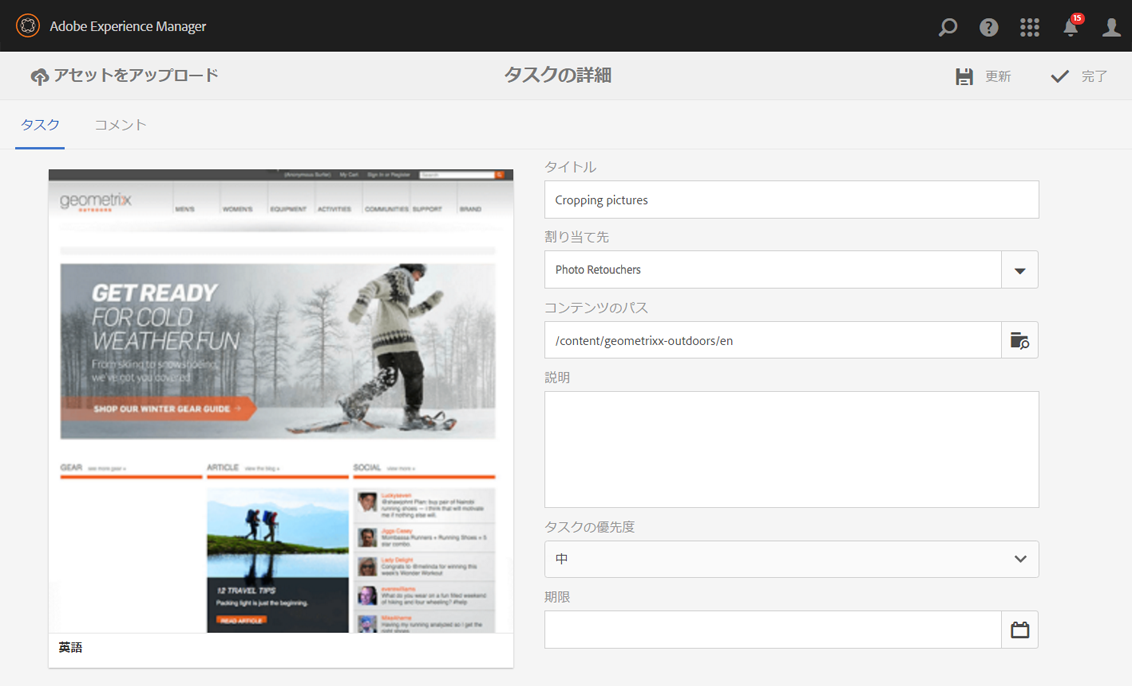 Adobe Experience Manager
15
アセットをアップロード
タスクの詳細
更新
完了
タスク
コメント
(Anonymous Surfer) My Cart Sign In or Register Search
geometrixx
OUTDOORS
MEN'S WOMEN'S EQUIPMENT ACTIVITIES COMMUNITIES SUPPORT BRAND
GET READY
FOR COLD
WEATHER FUN
From skiing to snowshoeing,
we've got you covered.
SHOP OUR WINTER GEAR GUIDE
GEAR see more gear »
ARTICLE view the blog »
SOCIAL view more »
12 TRAVEL TIPS
Packing light is just the beginning.
READ ARTICLE
Luckyseven
@shawjohnt Plan: buy pair of Nairobi
running shoes — I think that will motivate
me if nothing else will.
Jiggs Casey
Mombassa Runners + Running Shoes = 5
star combo.
Lady Delight
Congrats to @melinda for winning this
week's Wonder Workout
What do you wear on a fun filled weekend
of hiking and four wheeling? #help
Having my running analyzed so I get the
right shoes
英語
タイトル
Cropping pictures
割り当て先
Photo Retouchers
コンテンツのパス
/content/geometrixx-outdoors/en
説明
タスクの優先度
中
期限